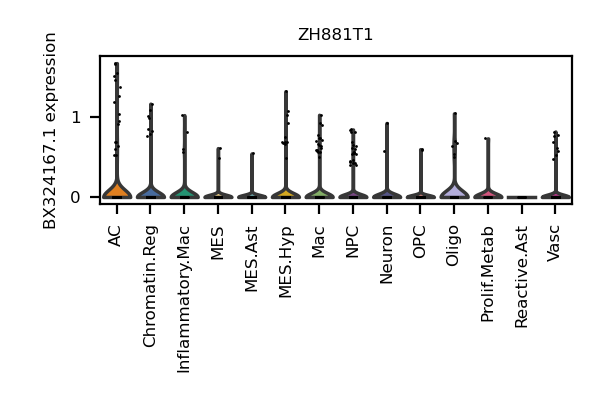 ZH881T1
BX324167.1 expression
1
0
AC
Chromatin.Reg
Inflammatory.Mac
MES
MES.Ast
MES.Hyp
Mac
NPC
Neuron
OPC
Oligo
Prolif.Metab
Reactive.Ast
Vasc